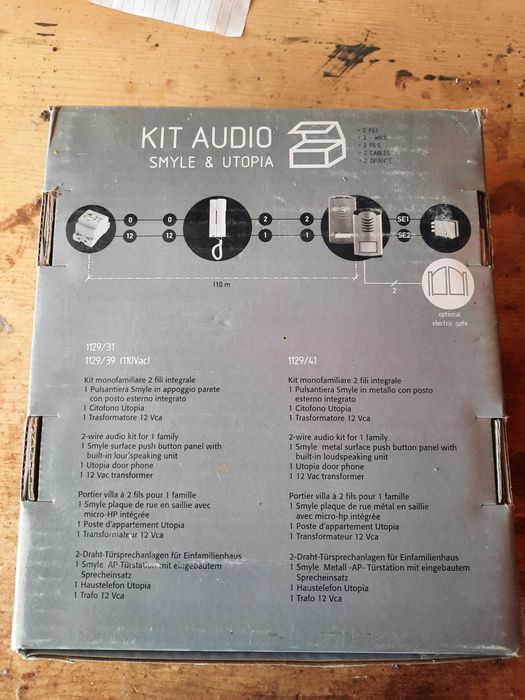 KIT AUDIO
SMYLE & UTOPIA
• 2 FILI
• 2 - WIRE
• 2 FILS
• 2 CABLES
• 2 DRAHTE
0 0 2 2 SE1
12 12 1 1 SE2
110 m
2
optional
electric gate
1129/31
1129/39 (110Vac)
Kit monofamiliare 2 fili integrale
1 Pulsantiera Smyle in appoggio parete
con posto esterno integrato
1 Citofono Utopia
1 Trasformatore 12 Vca
2-wire audio kit for 1 family
1 Smyle surface push button panel with
built-in loudspeaking unit
1 Utopia door phone
1 12 Vac transformer
Portier villa à 2 fils pour 1 famille
1 Smyle plaque de rue en saillie avec
micro-HP intégrée
1 Poste d'appartement Utopia
1 Transformateur 12 Vca
2-Draht-Türsprechanlagen für Einfamilienhaus
1 Smyle AP-Türstation mit eingebautem
Sprecheinsatz
1 Haustelefon Utopia
1 Trafo 12 Vca
1129/41
Kit monofamiliare 2 fili integrale
1 Pulsantiera Smyle in metallo con posto
esterno integrato
1 Citofono Utopia
1 Trasformatore 12 Vca
2-wire audio kit for 1 family
1 Smyle metal surface push button panel with
built-in loudspeaking unit
1 Utopia door phone
1 12 Vac transformer
Portier villa à 2 fils pour 1 famille
1 Smyle plaque de rue métal en saillie
avec micro-hp intégrée
1 Poste d'appartement Utopia
1 Transformateur 12 Vca
2-Draht-Türsprechanlagen für Einfamilienhaus
1 Smyle Metall -AP- Türstation mit eingebautem
Sprecheinsatz
1 Haustelefon Utopia
1 Trafo 12 Vca